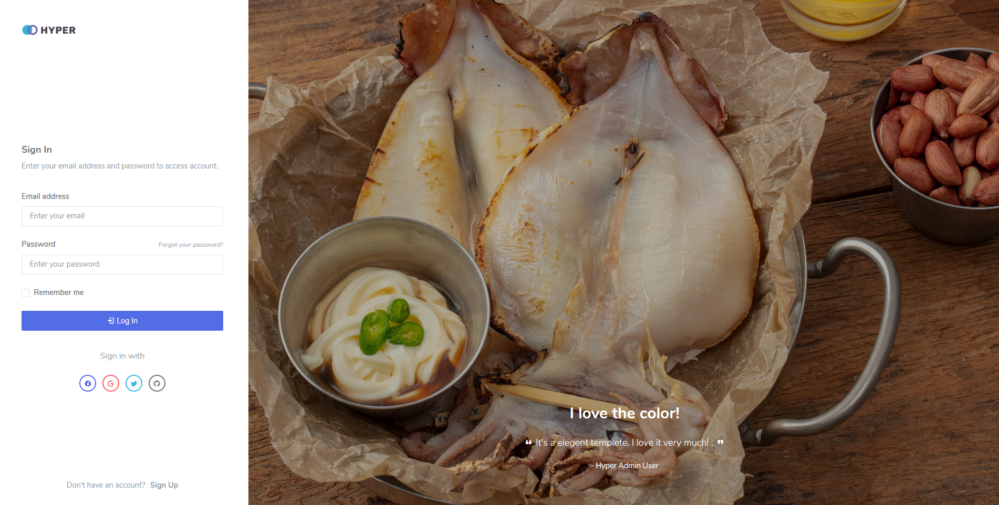 HYPER
Sign In
Enter your email address and password to access account.
Email address
Enter your email
Password
Forgot your password?
Enter your password
Remember me
Log In
Sign in with
Don't have an account? Sign Up
I love the color!
❝ It's a elegent templete. I love it very much! . ❞
- Hyper Admin User